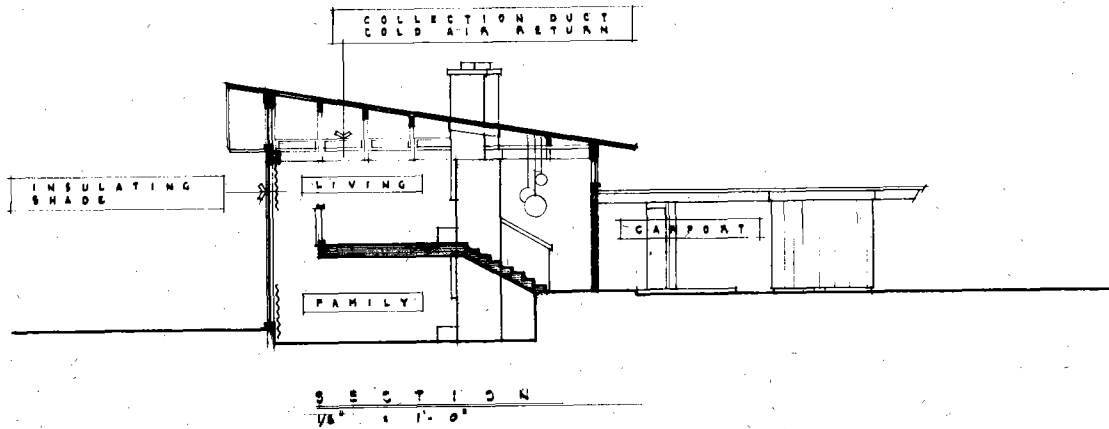 COLLECTION DUCT
COLD AIR RETURN
INSULATING
SHADE
LIVING
CARPORT
FAMILY
SECTION
1/8" = 1'-0"